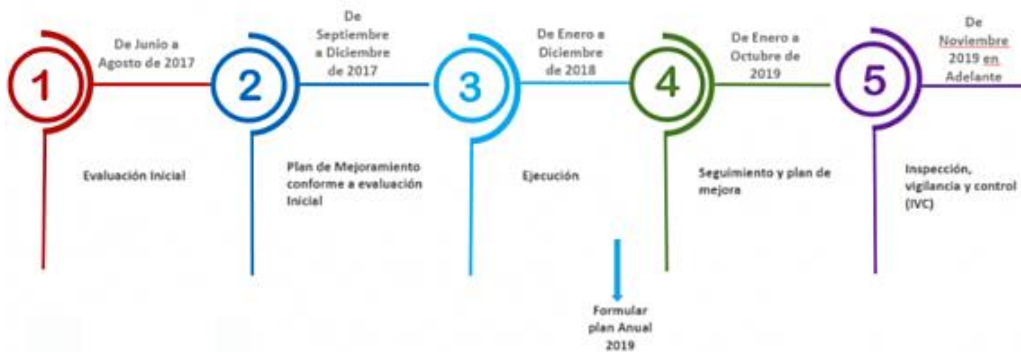 1
De Junio a
Agosto de 2017
Evaluación Inicial
2
De
Septiembre
a Diciembre
de 2017
Plan de Mejoramiento
conforme a evaluación
Inicial
3
De Enero a
Diciembre
de 2018
Ejecución
Formular
plan Anual
2019
4
De Enero a
Octubre de
2019
Seguimiento y plan de
mejora
5
De
Noviembre
2019 en
Adelante
Inspección,
vigilancia y control
(IVC)